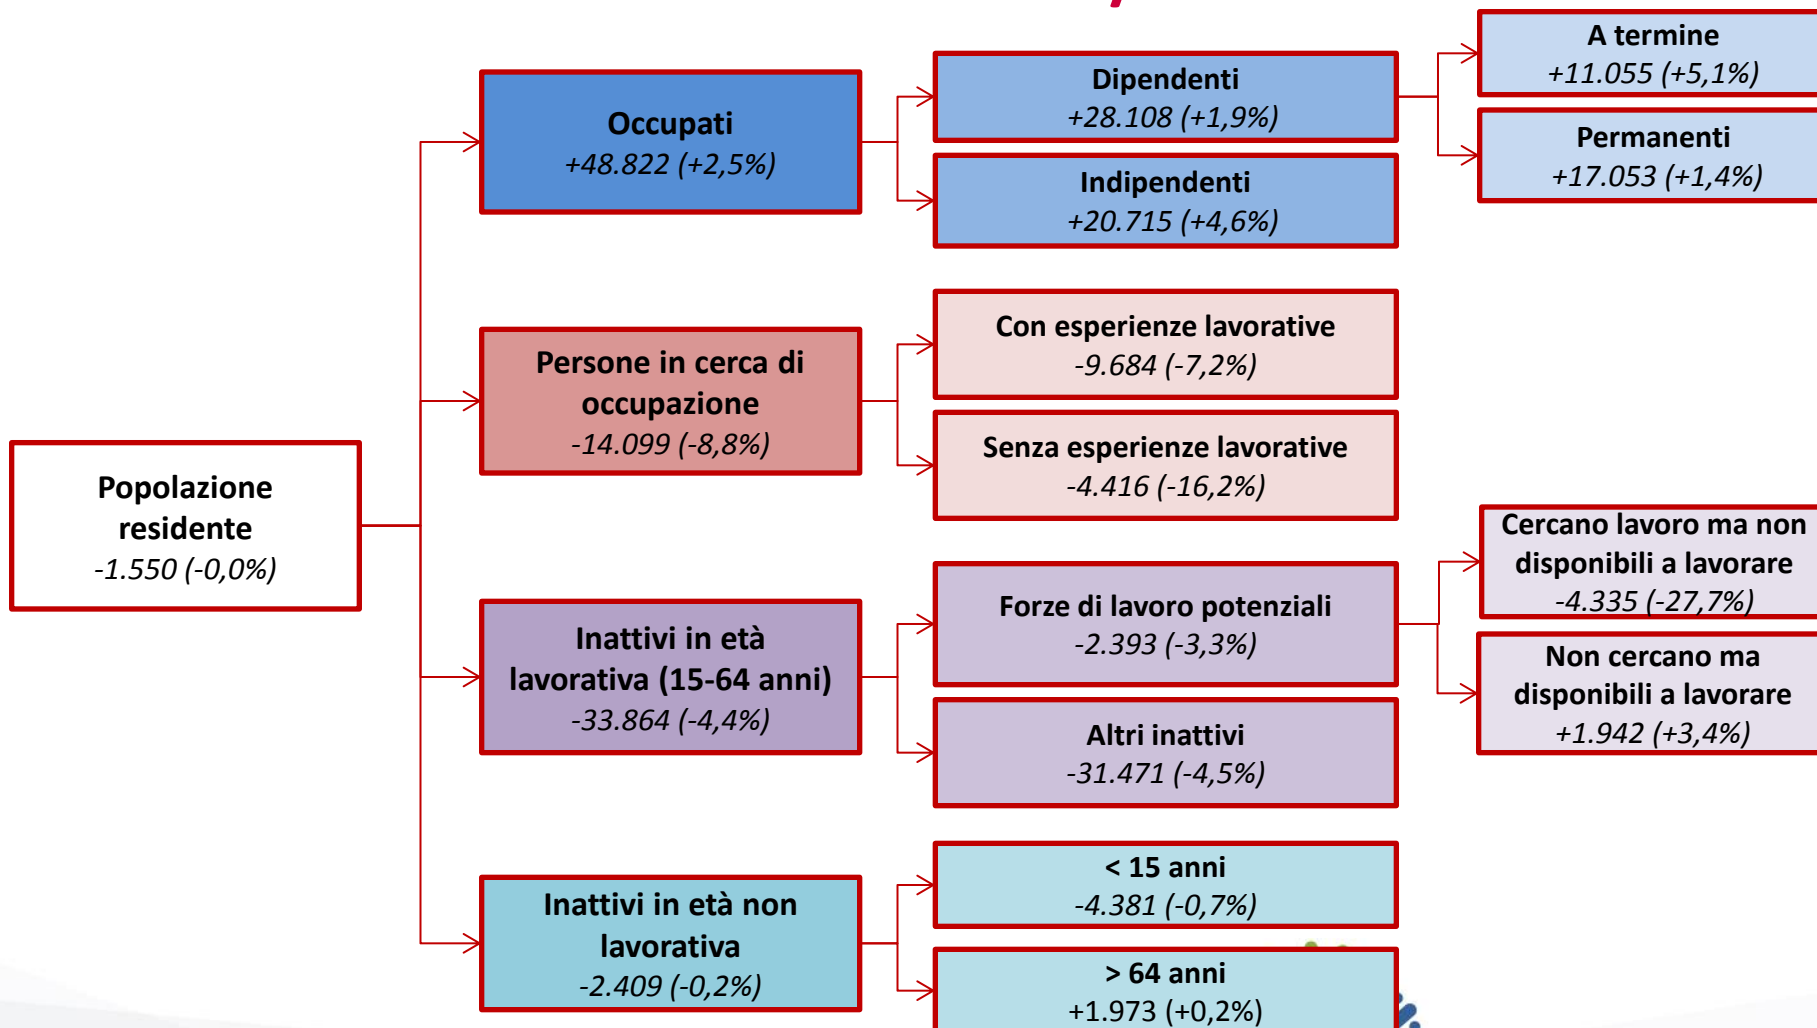 Popolazione
residente
-1.550 (-0,0%)
Occupati
+48.822 (+2,5%)
Dipendenti
+28.108 (+1,9%)
A termine
+11.055 (+5,1%)
Permanenti
+17.053 (+1,4%)
Indipendenti
+20.715 (+4,6%)
Persone in cerca di
occupazione
-14.099 (-8,8%)
Con esperienze lavorative
-9.684 (-7,2%)
Senza esperienze lavorative
-4.416 (-16,2%)
Inattivi in età
lavorativa (15-64 anni)
-33.864 (-4,4%)
Forze di lavoro potenziali
-2.393 (-3,3%)
Cercano lavoro ma non
disponibili a lavorare
-4.335 (-27,7%)
Non cercano ma
disponibili a lavorare
+1.942 (+3,4%)
Altri inattivi
-31.471 (-4,5%)
Inattivi in età non
lavorativa
-2.409 (-0,2%)
< 15 anni
-4.381 (-0,7%)
> 64 anni
+1.973 (+0,2%)